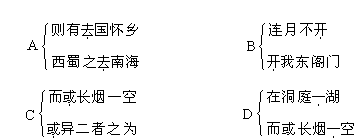 A 则有去国怀乡
西蜀之去南海
B 连月不开
开我东阁门
C 而或长烟一空
或异二者之为
D 在洞庭一湖
而或长烟一空